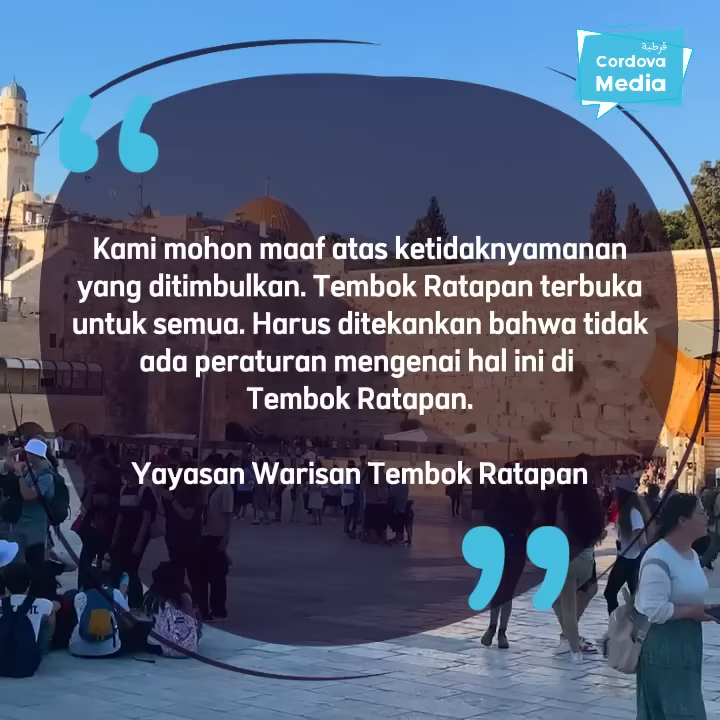 قرطبة
Cordova
Media
Kami mohon maaf atas ketidaknyamanan
yang ditimbulkan. Tembok Ratapan terbuka
untuk semua. Harus ditekankan bahwa tidak
ada peraturan mengenai hal ini di
Tembok Ratapan.
Yayasan Warisan Tembok Ratapan